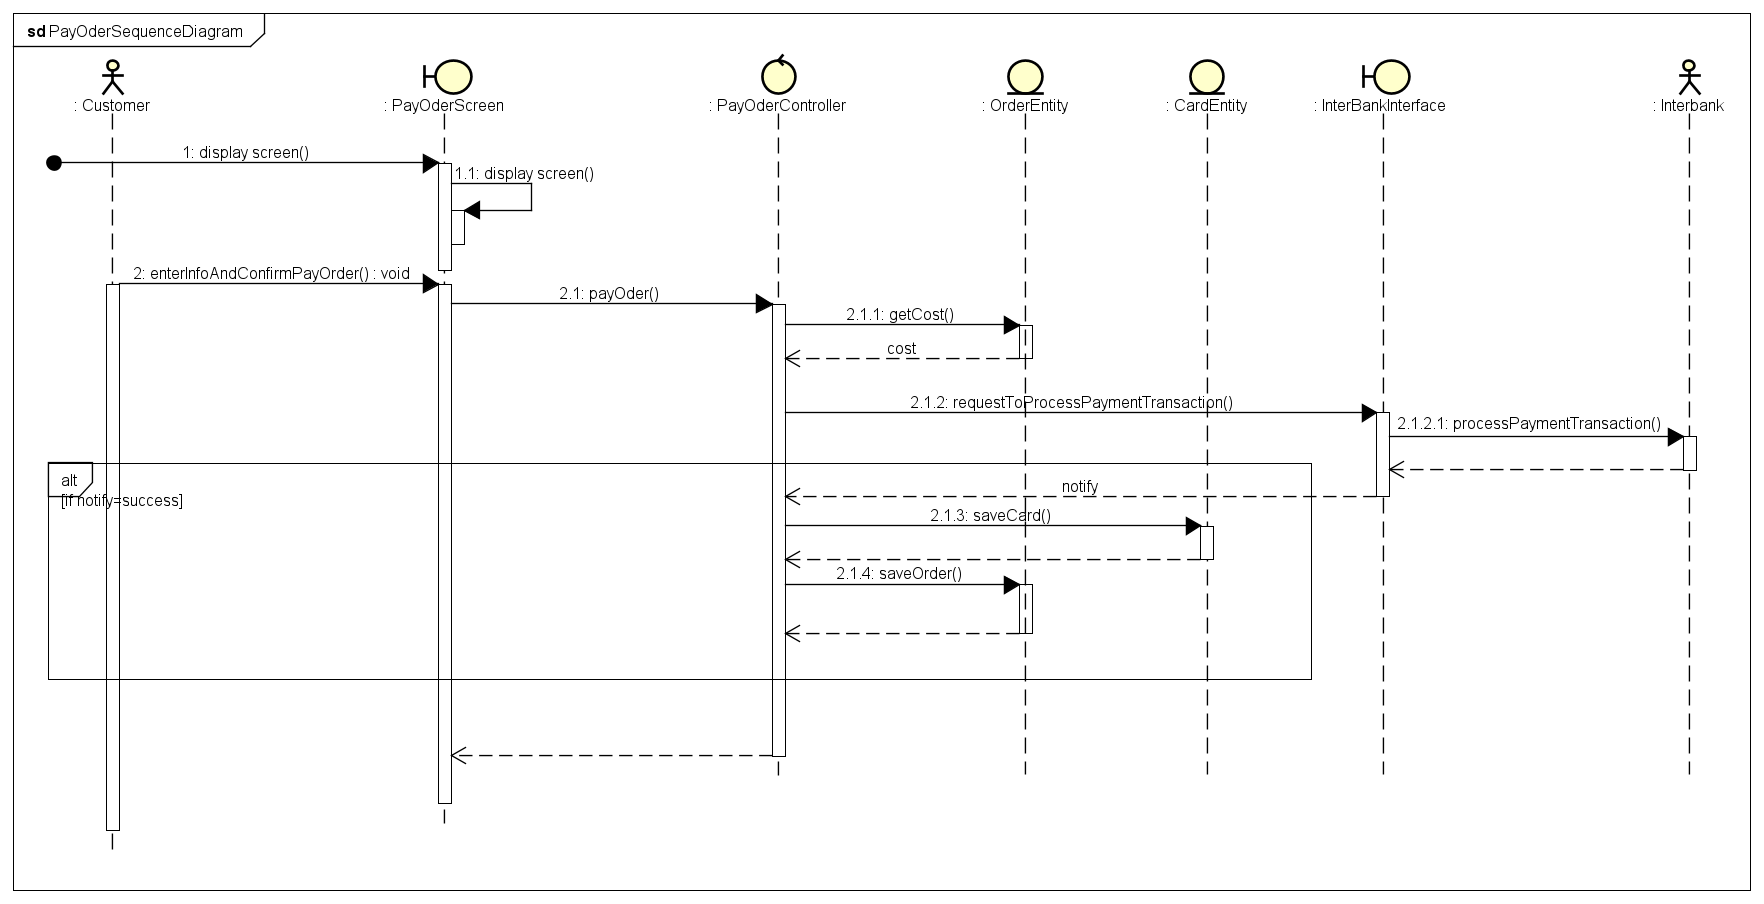 sd PayOderSequenceDiagram
: Customer
: PayOderScreen
: PayOderController
: OrderEntity
: CardEntity
: InterBankInterface
: Interbank
1: display screen()
1.1: display screen()
2: enterInfoAndConfirmPayOrder() : void
2.1: payOder()
2.1.1: getCost()
cost
2.1.2: requestToProcessPaymentTransaction()
2.1.2.1: processPaymentTransaction()
alt
[if notify=success]
notify
2.1.3: saveCard()
2.1.4: saveOrder()